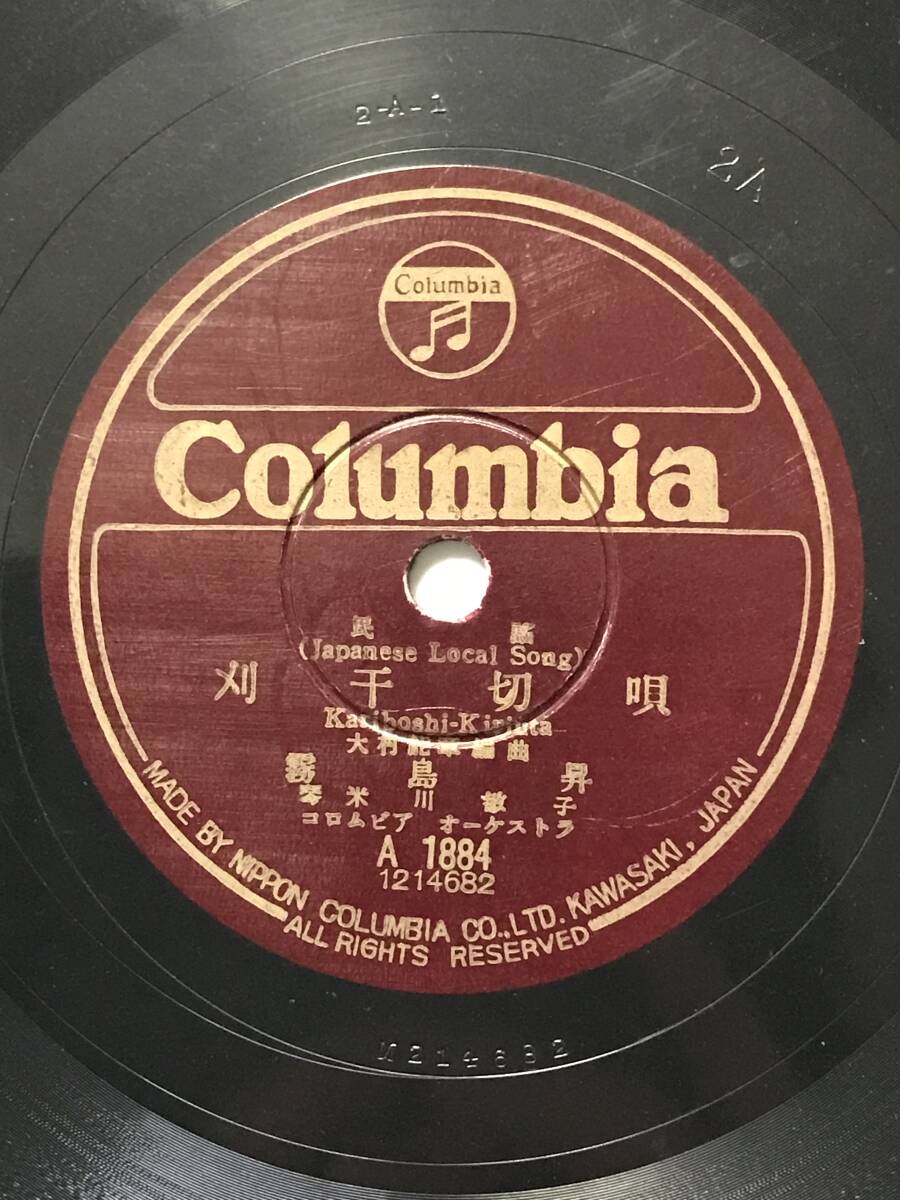 2-A-1
2A
Columbia
Columbia
民謡
(Japanese Local Song)
刈干切唄
Kariboshi-Kiriuta
大村能章編曲
霧島昇
琴 米川敏子
コロムビア オーケストラ
A 1884
1214682
MADE BY NIPPON COLUMBIA CO., LTD. KAWASAKI, JAPAN
ALL RIGHTS RESERVED
M214682